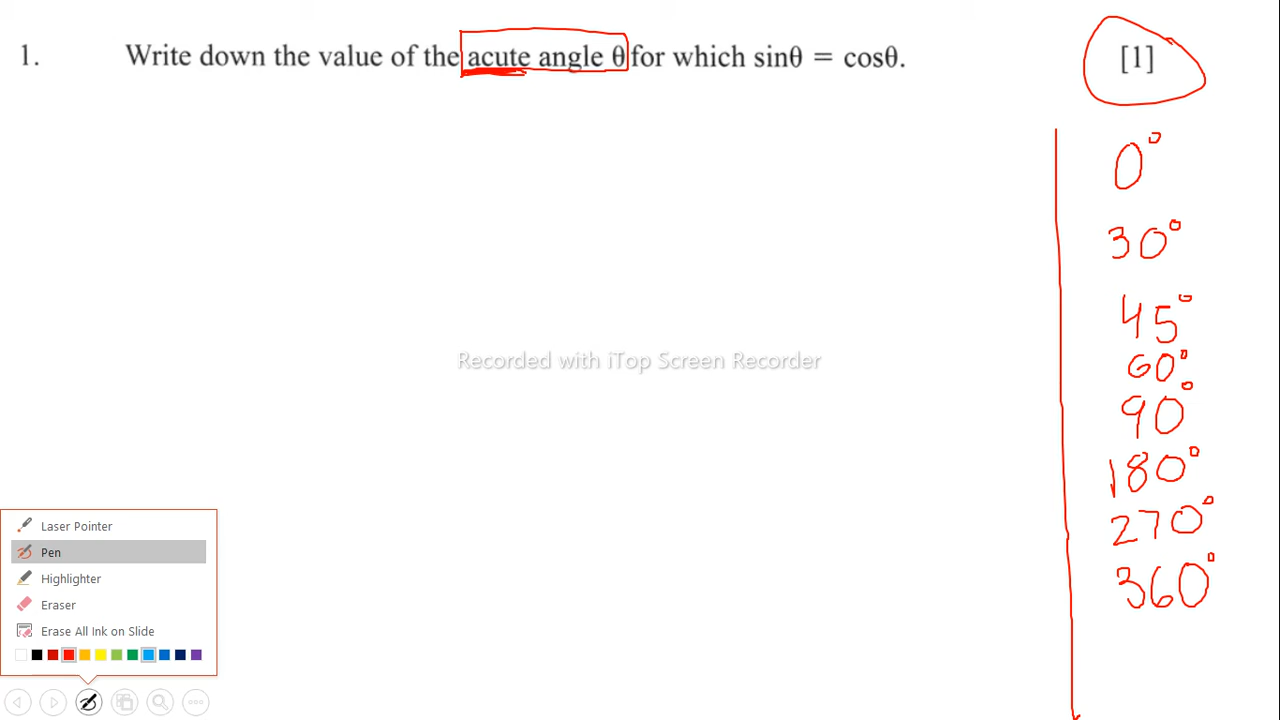 1. Write down the value of the acute angle θ for which sinθ = cosθ. [1]
0°
30°
45°
60°
90°
180°
270°
360°
Recorded with iTop Screen Recorder
Laser Pointer
Pen
Highlighter
Eraser
Erase All Ink on Slide